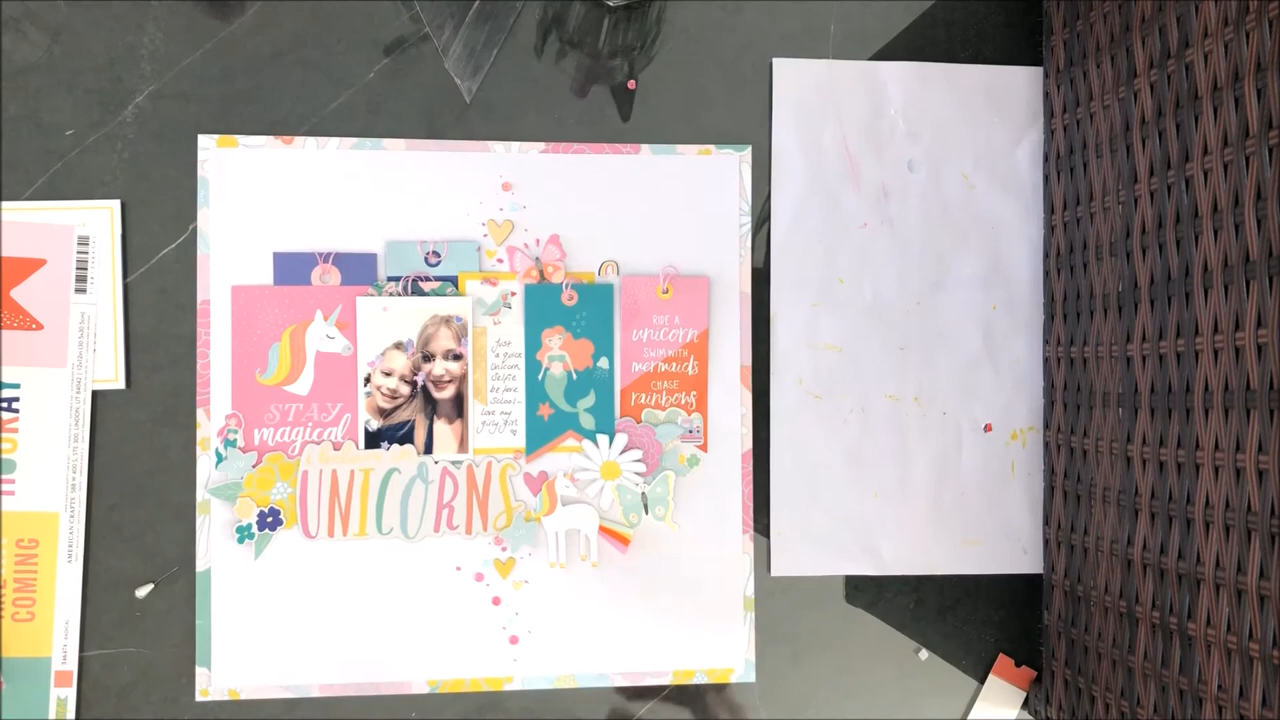 STAY
magical
Just
a quick
unicorn
selfie
before
school-
love my
girly girl
RIDE A
unicorn
SWIM WITH
mermaids
CHASE
rainbows
UNICORNS
COMING
AMERICAN CRAFTS